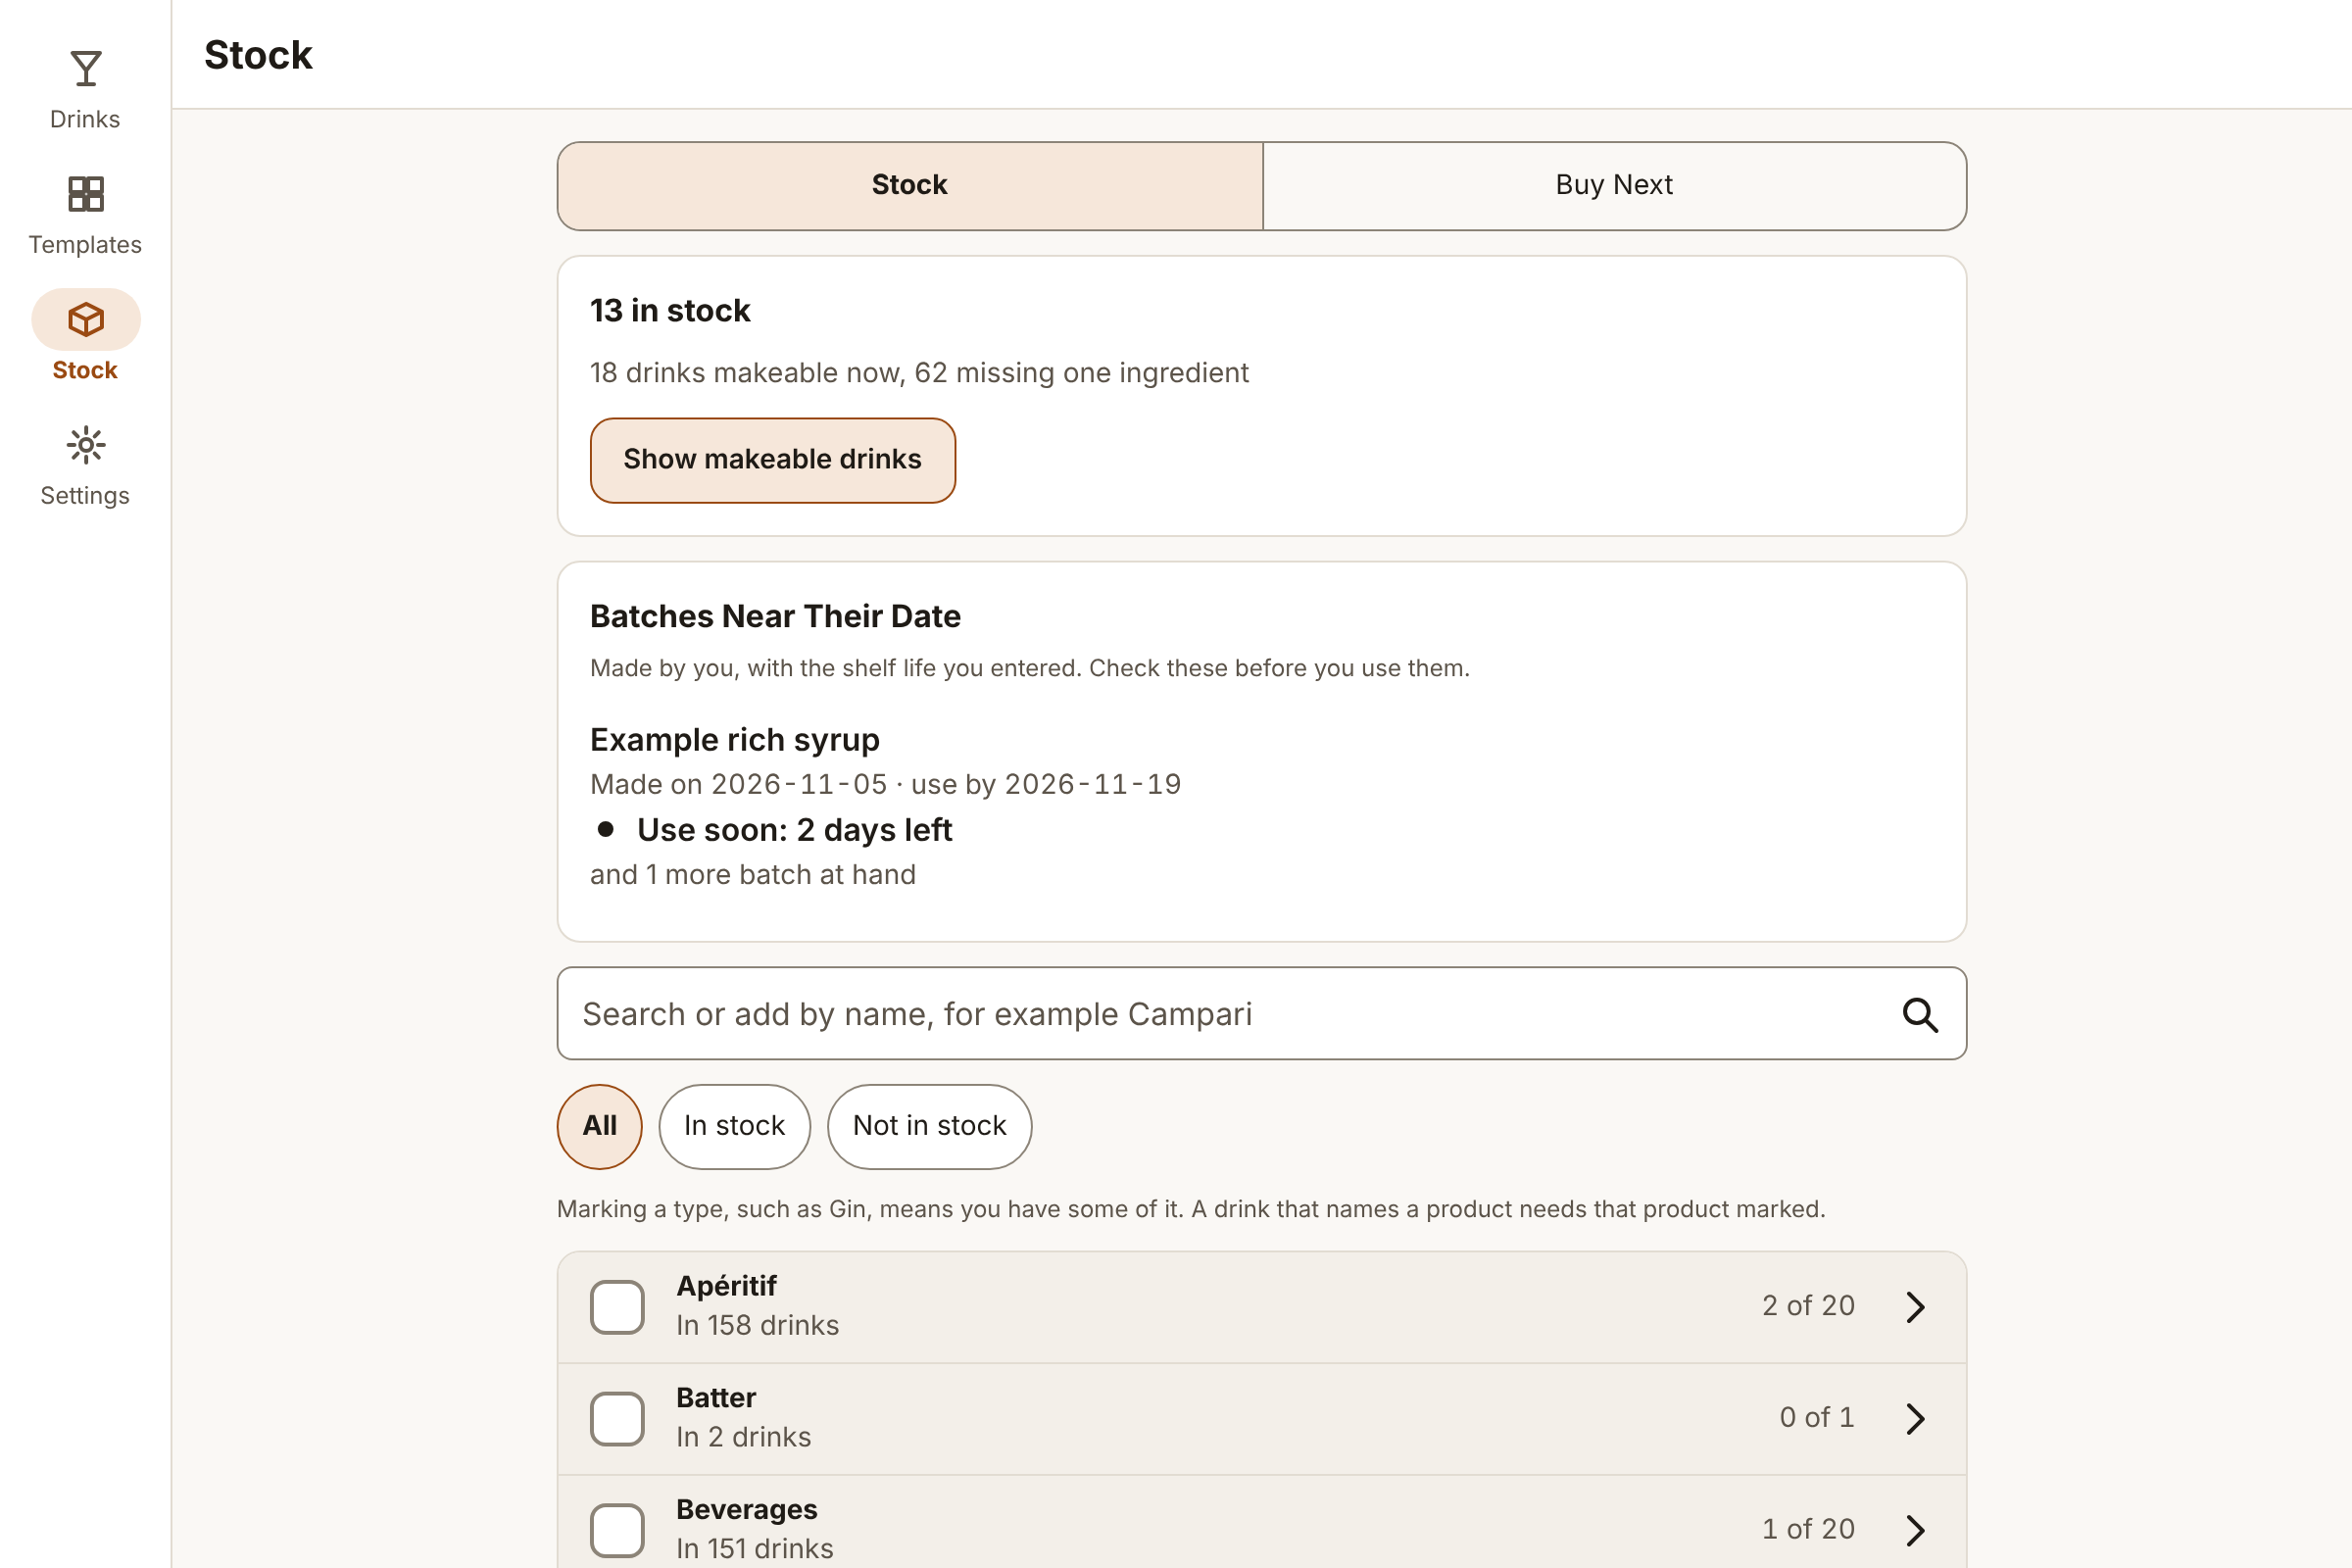 Stock
Drinks
Templates
Stock
Settings
Stock
Buy Next
13 in stock
18 drinks makeable now, 62 missing one ingredient
Show makeable drinks
Batches Near Their Date
Made by you, with the shelf life you entered. Check these before you use them.
Example rich syrup
Made on 2026-11-05 · use by 2026-11-19
● Use soon: 2 days left
and 1 more batch at hand
Search or add by name, for example Campari
All
In stock
Not in stock
Marking a type, such as Gin, means you have some of it. A drink that names a product needs that product marked.
Apéritif
In 158 drinks
2 of 20
Batter
In 2 drinks
0 of 1
Beverages
In 151 drinks
1 of 20